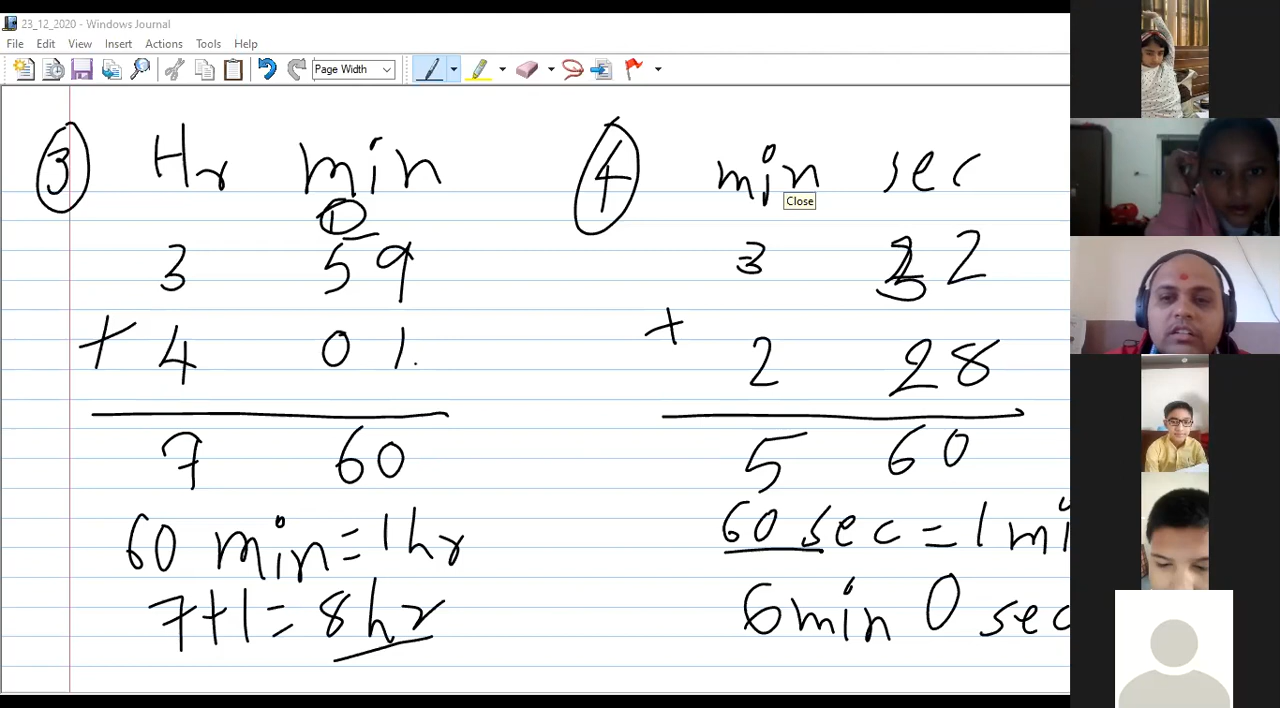 23_12_2020 - Windows Journal
File Edit View Insert Actions Tools Help
Page Width
3 Hr min
1
3 59
+ 4 01.
7 60
60 min = 1 hr
7+1 = 8 hr
4 min sec
Close
3 32
+ 2 28
5 60
60 sec = 1 mi
6 min 0 sec